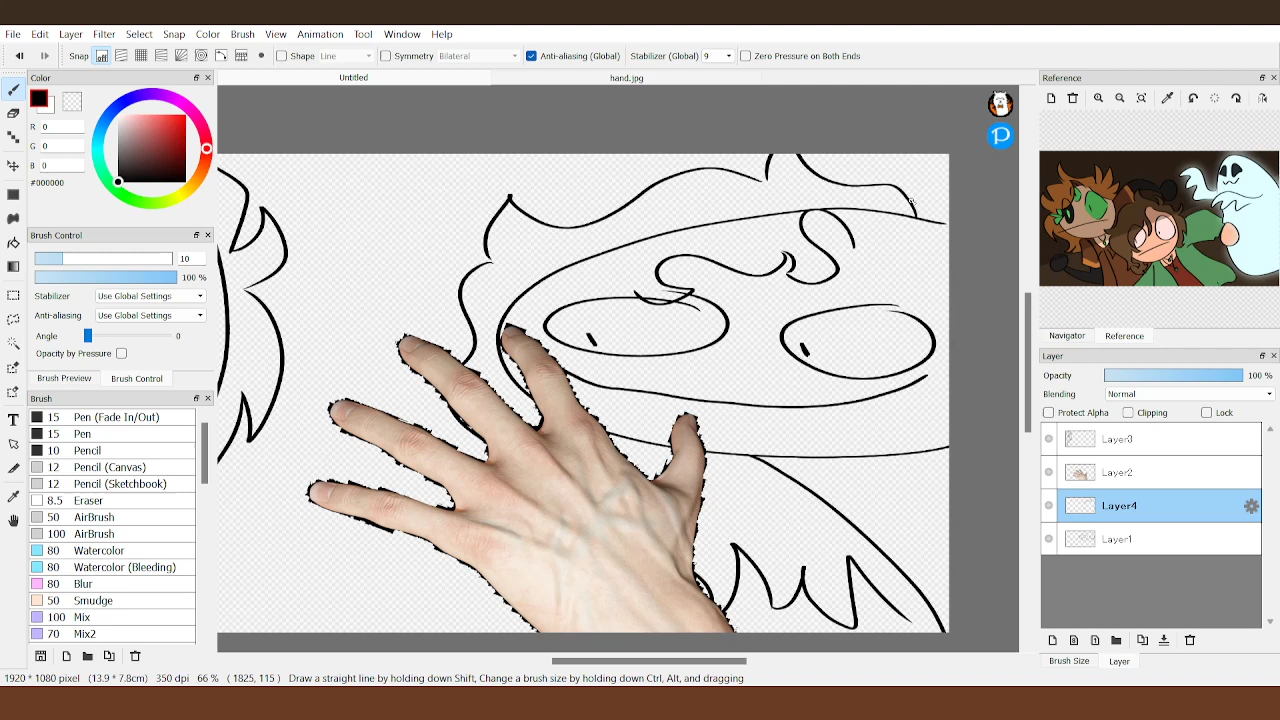 File Edit Layer Filter Select Snap Color Brush View Animation Tool Window Help
Snap Shape Line Symmetry Bilateral Anti-aliasing (Global) Stabilizer (Global) 9 Zero Pressure on Both Ends
Color
Untitled
hand.jpg
Reference
R 0
G 0
B 0
#000000
Brush Control
10
100 %
Stabilizer Use Global Settings
Anti-aliasing Use Global Settings
Angle 0
Opacity by Pressure
Brush Preview Brush Control
Brush
15 Pen (Fade In/Out)
15 Pen
10 Pencil
12 Pencil (Canvas)
12 Pencil (Sketchbook)
8.5 Eraser
50 AirBrush
100 AirBrush
80 Watercolor
80 Watercolor (Bleeding)
80 Blur
50 Smudge
100 Mix
70 Mix2
Navigator Reference
Layer
Opacity 100 %
Blending Normal
Protect Alpha Clipping Lock
Layer3
Layer2
Layer4
Layer1
Brush Size Layer
1920 * 1080 pixel (13.9 * 7.8cm) 350 dpi 66 % ( 1825, 115 ) Draw a straight line by holding down Shift, Change a brush size by holding down Ctrl, Alt, and dragging